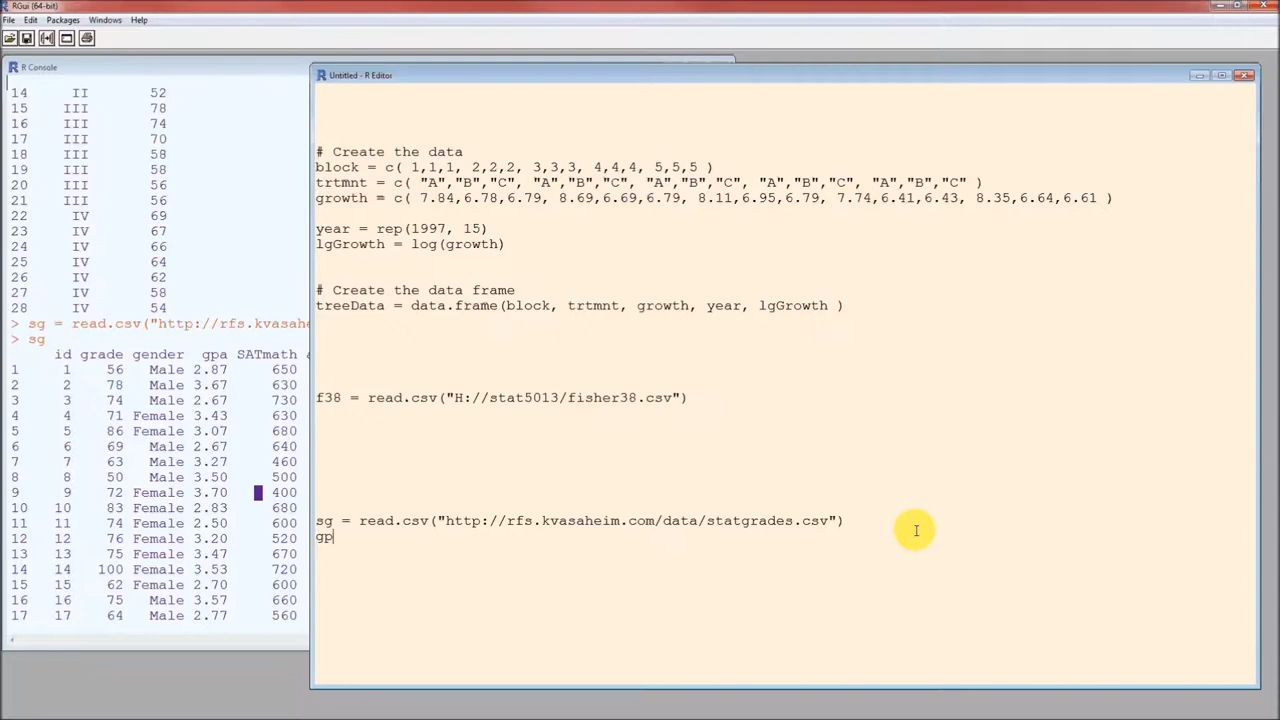 RGui (64-bit)
File Edit Packages Windows Help
R Console
14 II 52
15 III 78
16 III 74
17 III 70
18 III 58
19 III 58
20 III 56
21 III 56
22 IV 69
23 IV 67
24 IV 66
25 IV 64
26 IV 62
27 IV 58
28 IV 54
> sg = read.csv("http://rfs.kvasahe
> sg
id grade gender gpa SATmath
1 1 56 Male 2.87 650
2 2 78 Male 3.67 630
3 3 74 Male 2.67 730
4 4 71 Female 3.43 630
5 5 86 Female 3.07 680
6 6 69 Male 2.67 640
7 7 63 Male 3.27 460
8 8 50 Male 3.50 500
9 9 72 Female 3.70 400
10 10 83 Female 2.83 680
11 11 74 Female 2.50 600
12 12 76 Female 3.20 520
13 13 75 Female 3.47 670
14 14 100 Female 3.53 720
15 15 62 Female 2.70 600
16 16 75 Male 3.57 660
17 17 64 Male 2.77 560
Untitled - R Editor
# Create the data
block = c( 1,1,1, 2,2,2, 3,3,3, 4,4,4, 5,5,5 )
trtmnt = c( "A","B","C", "A","B","C", "A","B","C", "A","B","C", "A","B","C" )
growth = c( 7.84,6.78,6.79, 8.69,6.69,6.79, 8.11,6.95,6.79, 7.74,6.41,6.43, 8.35,6.64,6.61 )
year = rep(1997, 15)
lgGrowth = log(growth)
# Create the data frame
treeData = data.frame(block, trtmnt, growth, year, lgGrowth )
f38 = read.csv("H://stat5013/fisher38.csv")
sg = read.csv("http://rfs.kvasaheim.com/data/statgrades.csv")
gp